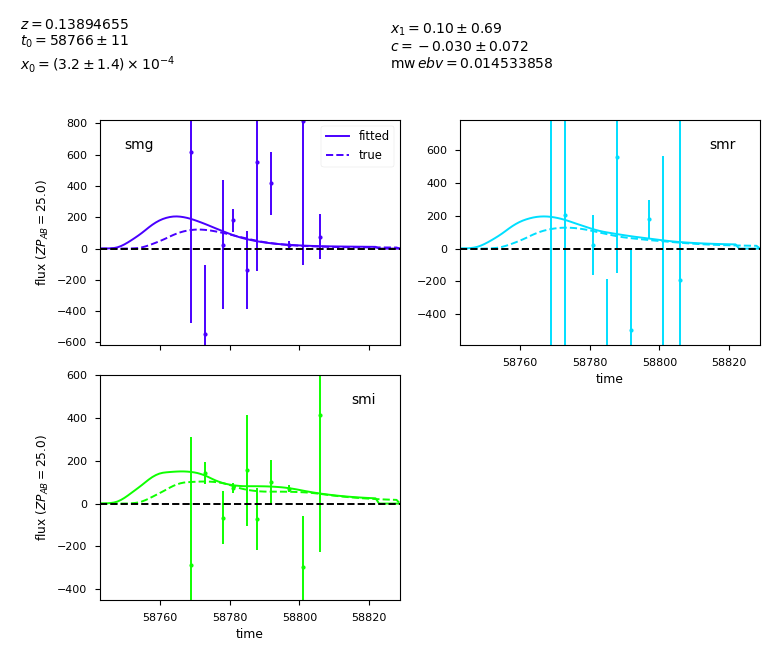 z = 0.13894655
t₀ = 58766 ± 11
x₀ = (3.2 ± 1.4) × 10⁻⁴
x₁ = 0.10 ± 0.69
c = −0.030 ± 0.072
mw ebv = 0.014533858
800
600
400
200
0
−200
−400
−600
flux (ZP_AB = 25.0)
smg
fitted
true
600
400
200
0
−200
−400
smr
58760 58780 58800 58820
time
600
400
200
0
−200
−400
flux (ZP_AB = 25.0)
smi
58760 58780 58800 58820
time